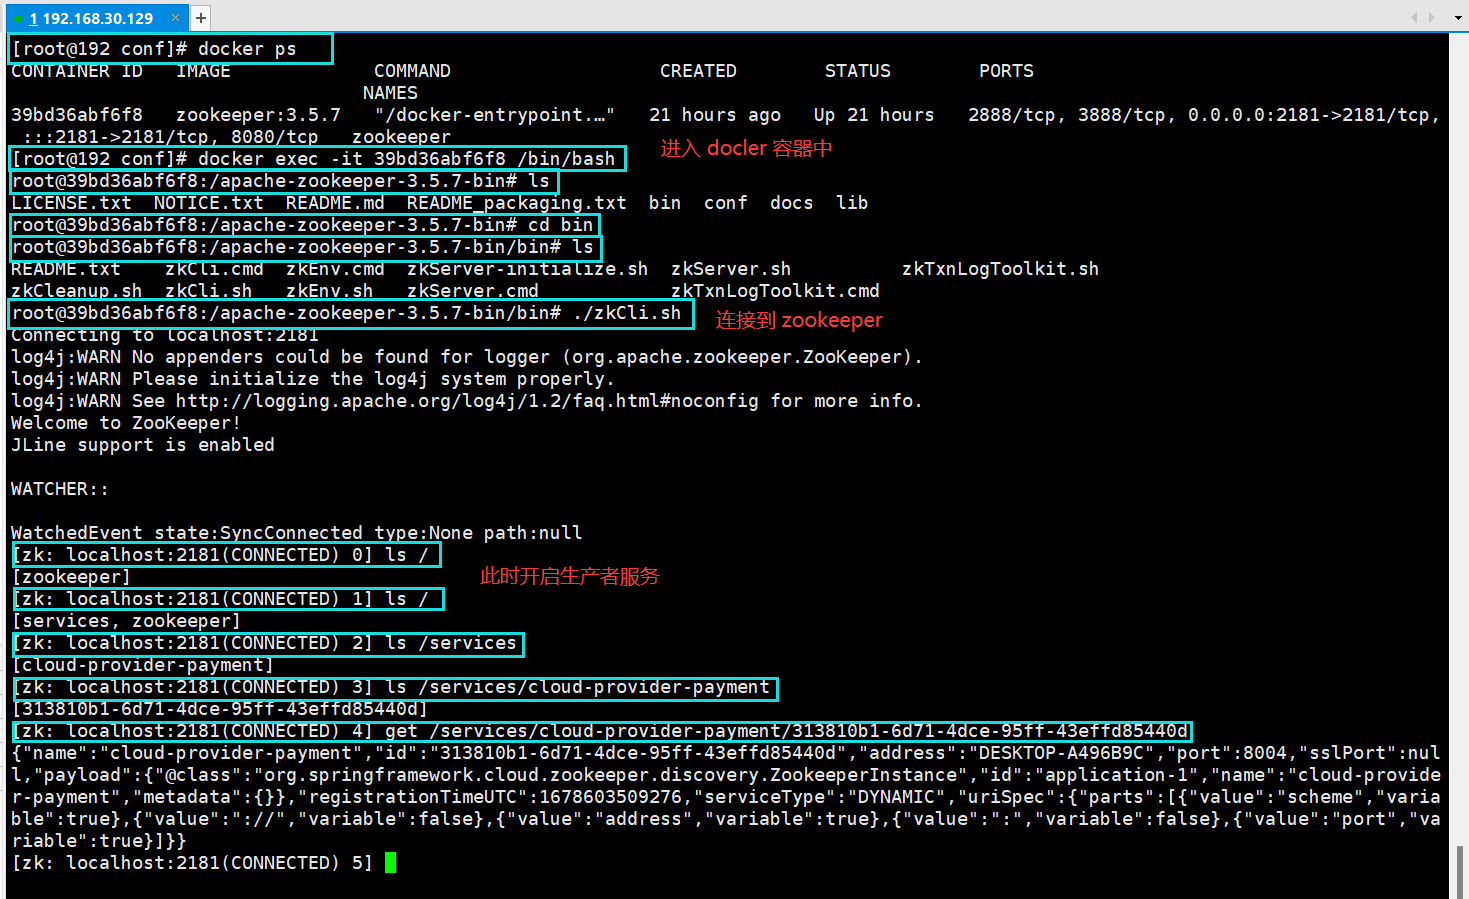 1 192.168.30.129 × +
[root@192 conf]# docker ps
CONTAINER ID   IMAGE             COMMAND                   CREATED        STATUS        PORTS
NAMES
39bd36abf6f8   zookeeper:3.5.7   "/docker-entrypoint.…"   21 hours ago   Up 21 hours   2888/tcp, 3888/tcp, 0.0.0.0:2181->2181/tcp,
:::2181->2181/tcp, 8080/tcp   zookeeper
[root@192 conf]# docker exec -it 39bd36abf6f8 /bin/bash
进入 docler 容器中
root@39bd36abf6f8:/apache-zookeeper-3.5.7-bin# ls
LICENSE.txt  NOTICE.txt  README.md  README_packaging.txt  bin  conf  docs  lib
root@39bd36abf6f8:/apache-zookeeper-3.5.7-bin# cd bin
root@39bd36abf6f8:/apache-zookeeper-3.5.7-bin/bin# ls
README.txt    zkCli.cmd  zkEnv.cmd  zkServer-initialize.sh  zkServer.sh          zkTxnLogToolkit.sh
zkCleanup.sh  zkCli.sh   zkEnv.sh   zkServer.cmd            zkTxnLogToolkit.cmd
root@39bd36abf6f8:/apache-zookeeper-3.5.7-bin/bin# ./zkCli.sh
连接到 zookeeper
Connecting to localhost:2181
log4j:WARN No appenders could be found for logger (org.apache.zookeeper.ZooKeeper).
log4j:WARN Please initialize the log4j system properly.
log4j:WARN See http://logging.apache.org/log4j/1.2/faq.html#noconfig for more info.
Welcome to ZooKeeper!
JLine support is enabled
WATCHER::
WatchedEvent state:SyncConnected type:None path:null
[zk: localhost:2181(CONNECTED) 0] ls /
[zookeeper]
此时开启生产者服务
[zk: localhost:2181(CONNECTED) 1] ls /
[services, zookeeper]
[zk: localhost:2181(CONNECTED) 2] ls /services
[cloud-provider-payment]
[zk: localhost:2181(CONNECTED) 3] ls /services/cloud-provider-payment
[313810b1-6d71-4dce-95ff-43effd85440d]
[zk: localhost:2181(CONNECTED) 4] get /services/cloud-provider-payment/313810b1-6d71-4dce-95ff-43effd85440d
{"name":"cloud-provider-payment","id":"313810b1-6d71-4dce-95ff-43effd85440d","address":"DESKTOP-A496B9C","port":8004,"sslPort":nul
l,"payload":{"@class":"org.springframework.cloud.zookeeper.discovery.ZookeeperInstance","id":"application-1","name":"cloud-provide
r-payment","metadata":{}},"registrationTimeUTC":1678603509276,"serviceType":"DYNAMIC","uriSpec":{"parts":[{"value":"scheme","varia
ble":true},{"value":"://","variable":false},{"value":"address","variable":true},{"value":":","variable":false},{"value":"port","va
riable":true}]}}
[zk: localhost:2181(CONNECTED) 5]